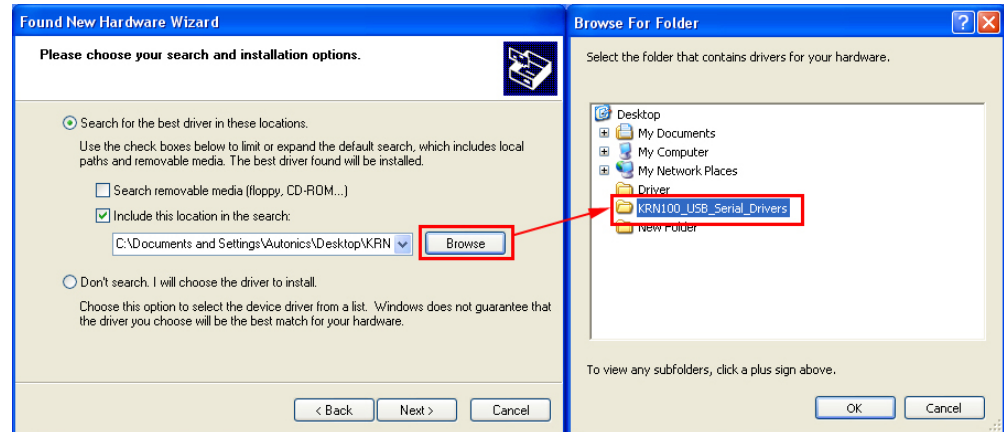 Found New Hardware Wizard
Please choose your search and installation options.
Search for the best driver in these locations.
Use the check boxes below to limit or expand the default search, which includes local
paths and removable media. The best driver found will be installed.
Search removable media (floppy, CD-ROM...)
Include this location in the search:
C:\Documents and Settings\Autonics\Desktop\KRN
Browse
Don't search. I will choose the driver to install.
Choose this option to select the device driver from a list. Windows does not guarantee that
the driver you choose will be the best match for your hardware.
< Back
Next >
Cancel
Browse For Folder
Select the folder that contains drivers for your hardware.
Desktop
My Documents
My Computer
My Network Places
Driver
KRN100_USB_Serial_Drivers
New Folder
To view any subfolders, click a plus sign above.
OK
Cancel